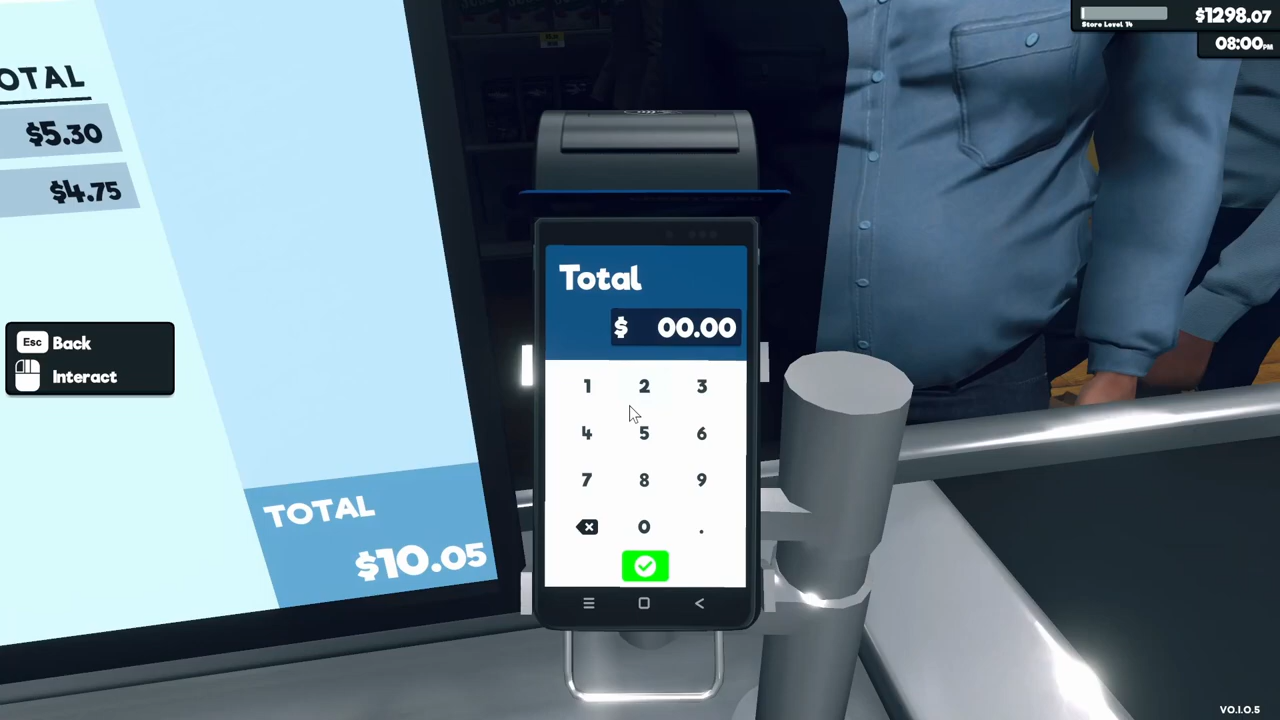 $1298.07
Store Level 14
08:00PM
OTAL
$5.30
$4.75
Esc Back
Interact
Total
$ 00.00
1 2 3
4 5 6
7 8 9
0 .
TOTAL
$10.05
V0.1.0.5